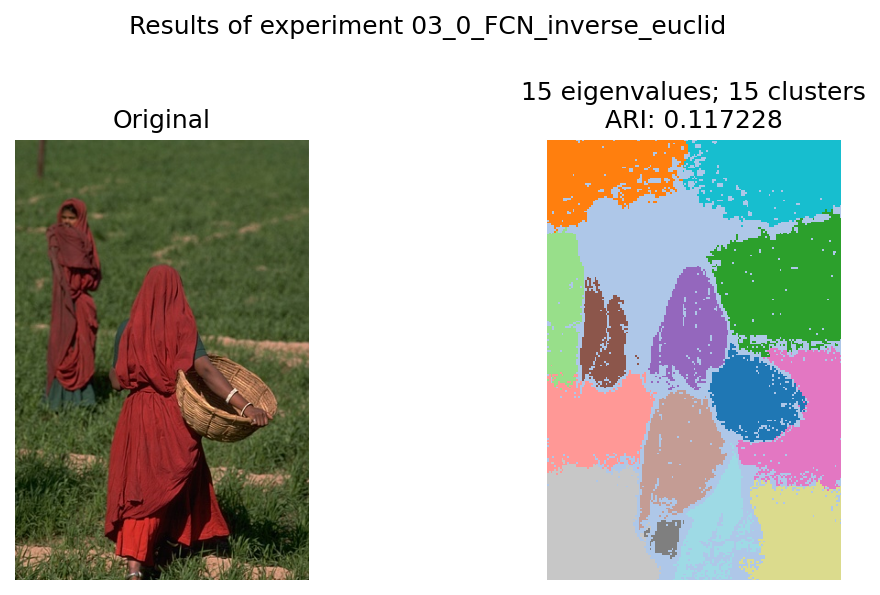 Results of experiment 03_0_FCN_inverse_euclid
Original
15 eigenvalues; 15 clusters
ARI: 0.117228